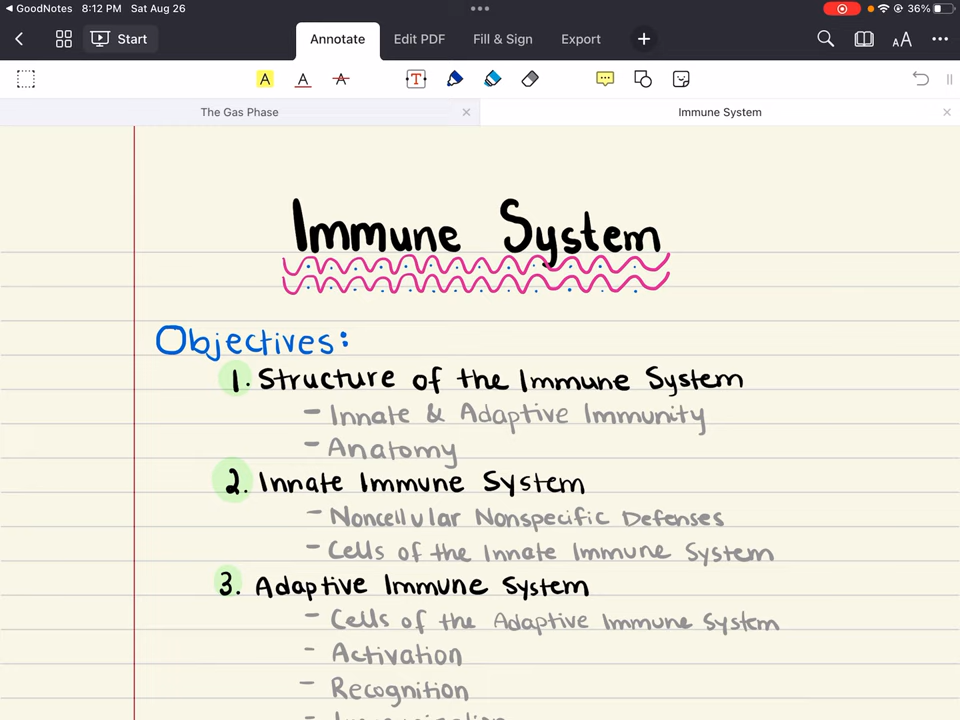 GoodNotes 8:12 PM Sat Aug 26 36%
Start Annotate Edit PDF Fill & Sign Export
The Gas Phase Immune System
Immune System
Objectives:
1. Structure of the Immune System
- Innate & Adaptive Immunity
- Anatomy
2. Innate Immune System
- Noncellular Nonspecific Defenses
- Cells of the Innate Immune System
3. Adaptive Immune System
- Cells of the Adaptive Immune System
- Activation
- Recognition